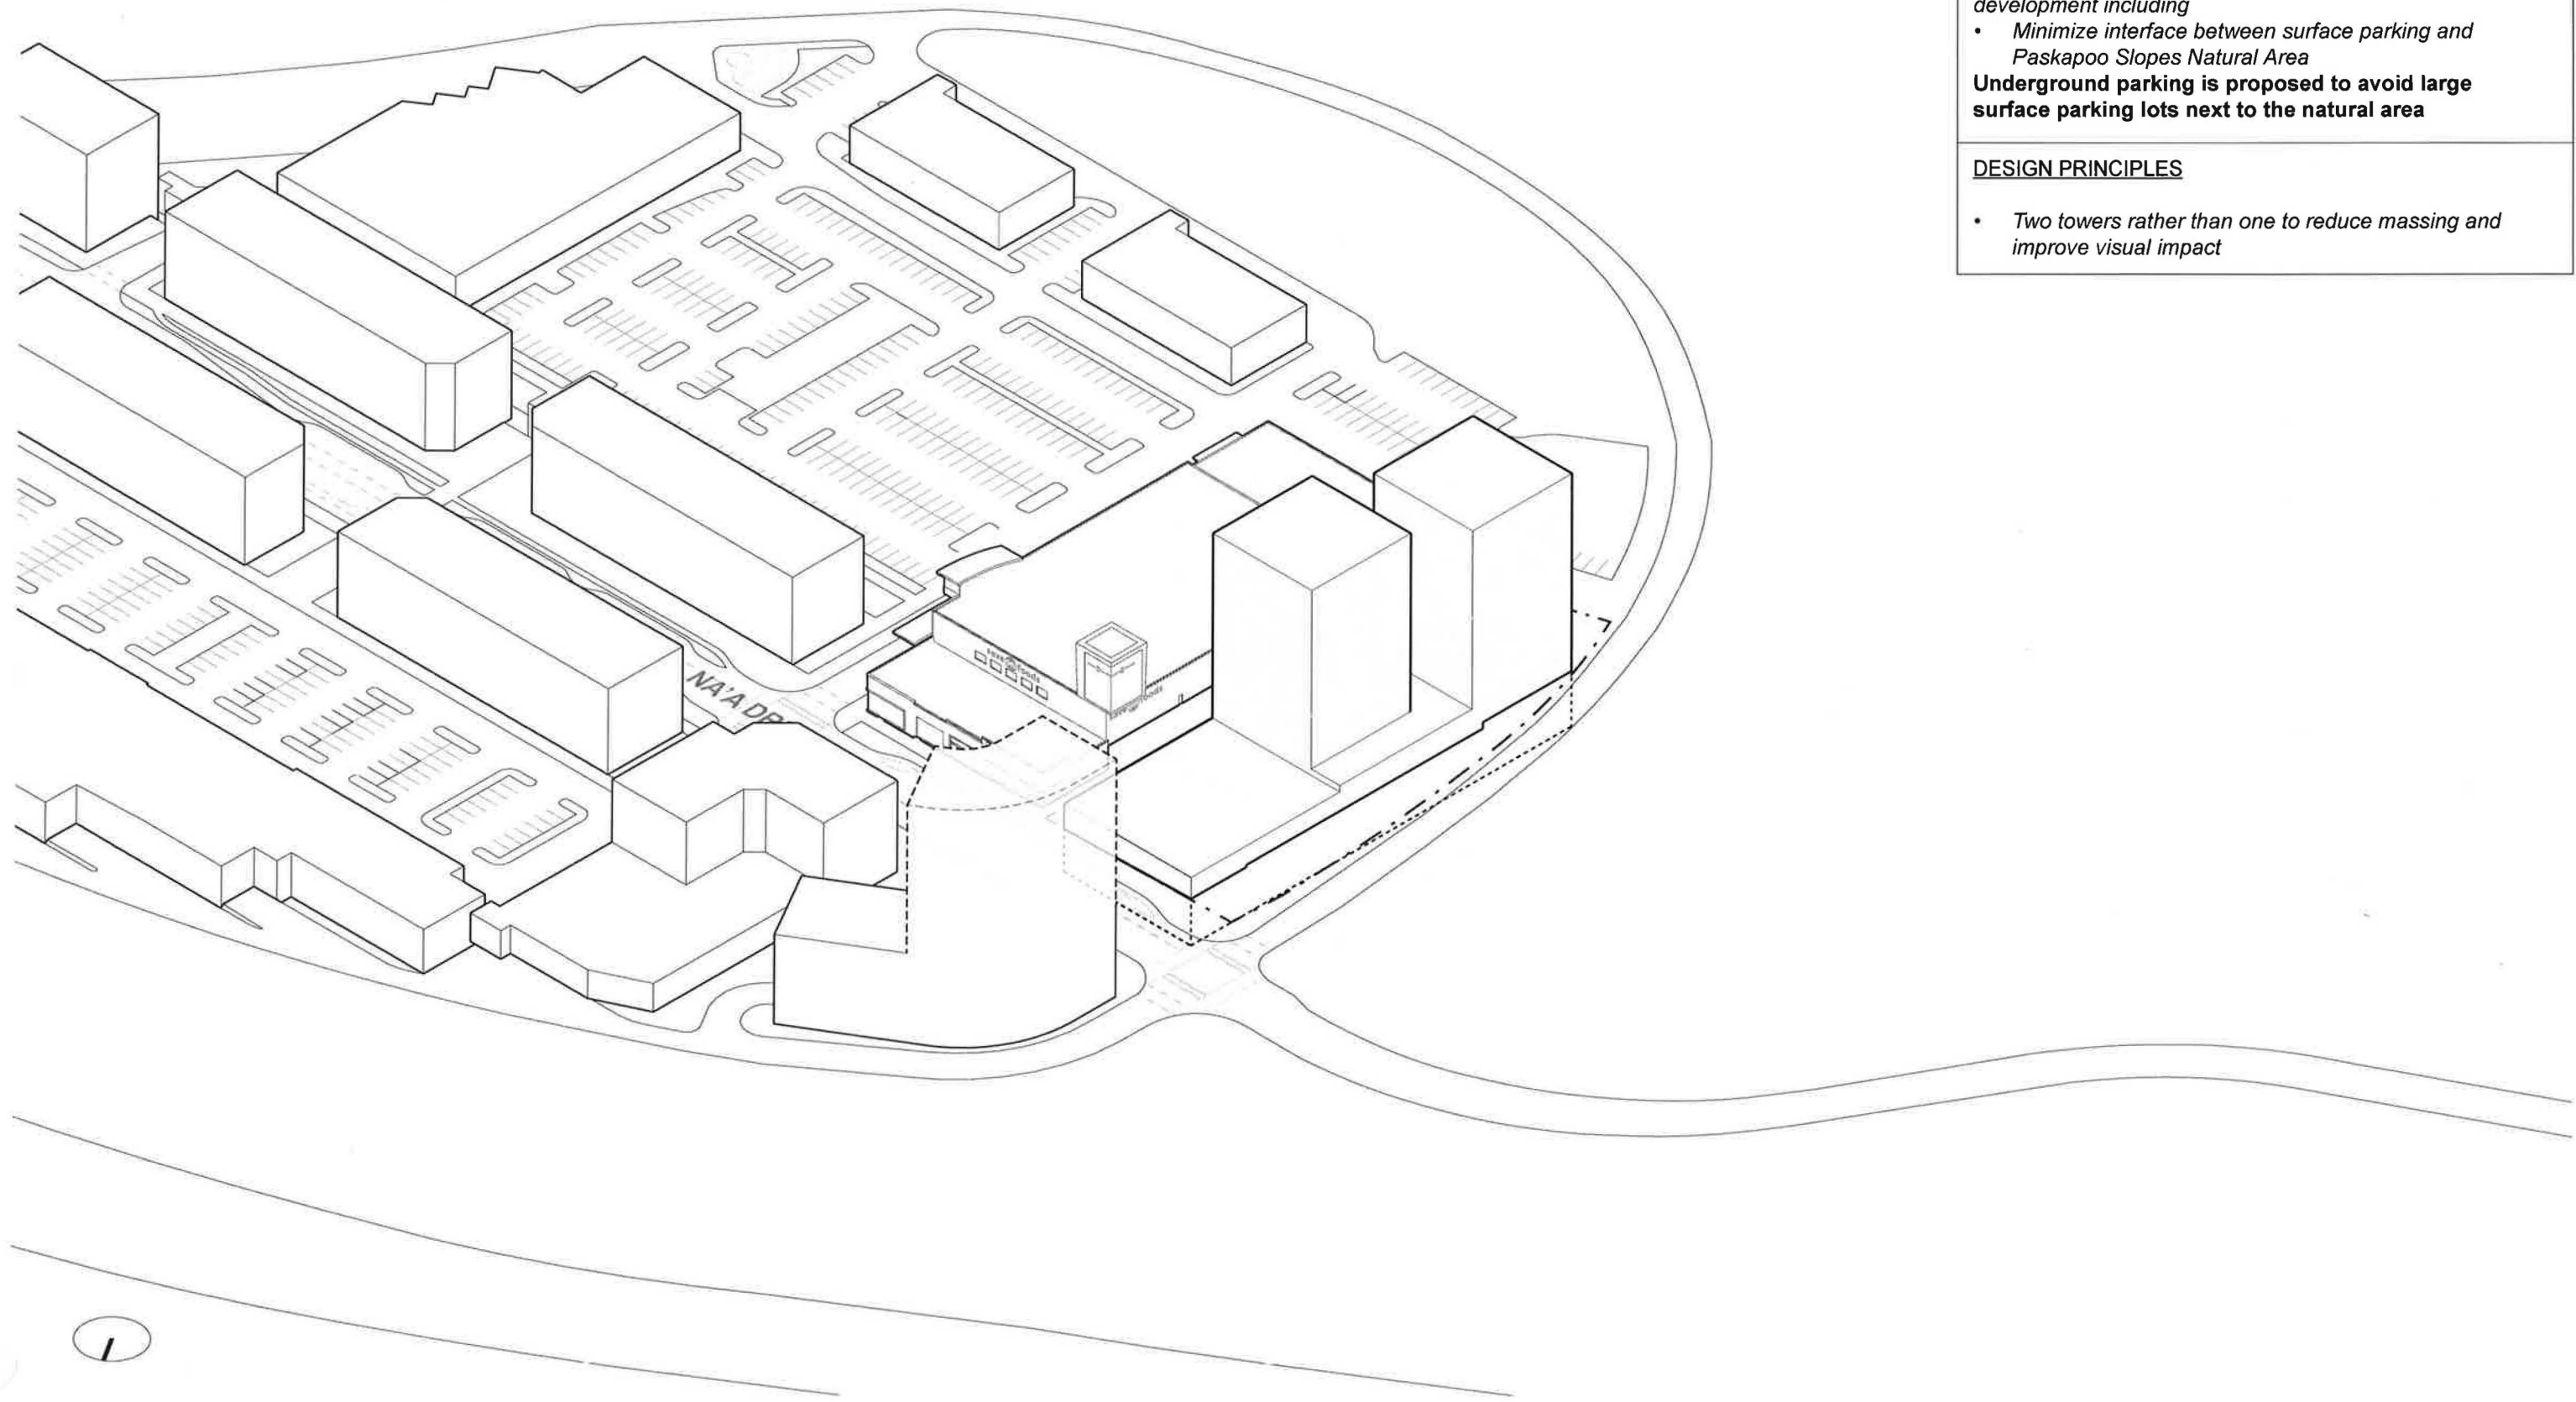 development including
• Minimize interface between surface parking and
Paskapoo Slopes Natural Area
Underground parking is proposed to avoid large
surface parking lots next to the natural area
DESIGN PRINCIPLES
• Two towers rather than one to reduce massing and
improve visual impact
NA'A DR